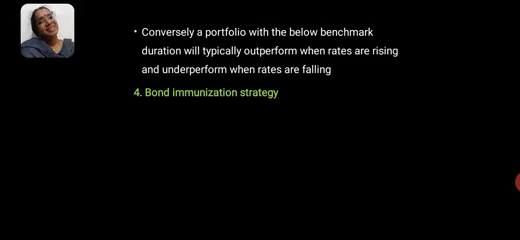 • Conversely a portfolio with the below benchmark
duration will typically outperform when rates are rising
and underperform when rates are falling
4. Bond immunization strategy